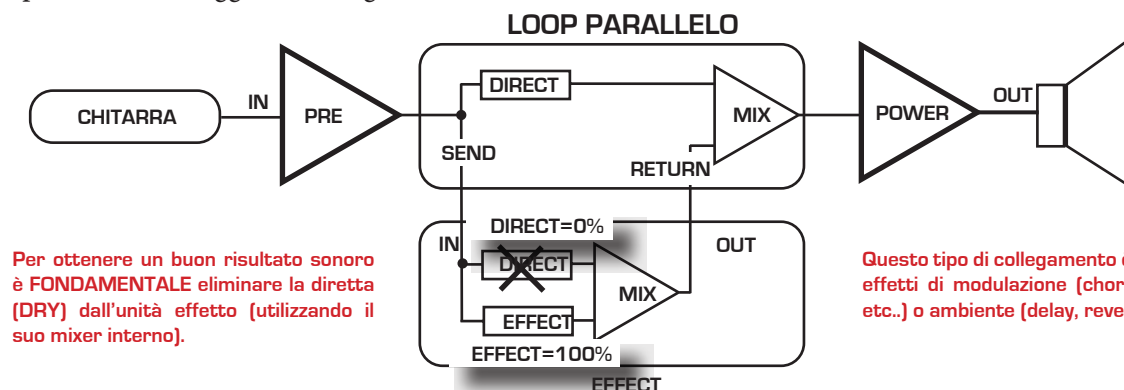 LOOP PARALLELO
CHITARRA
IN
PRE
DIRECT
SEND
MIX
RETURN
POWER
OUT
DIRECT=0%
IN
DIRECT
EFFECT
MIX
OUT
EFFECT=100%
EFFECT
Per ottenere un buon risultato sonoro
è FONDAMENTALE eliminare la diretta
(DRY) dall'unità effetto (utilizzando il
suo mixer interno).
Questo tipo di collegamento
effetti di modulazione (chor
etc..) o ambiente (delay, reve